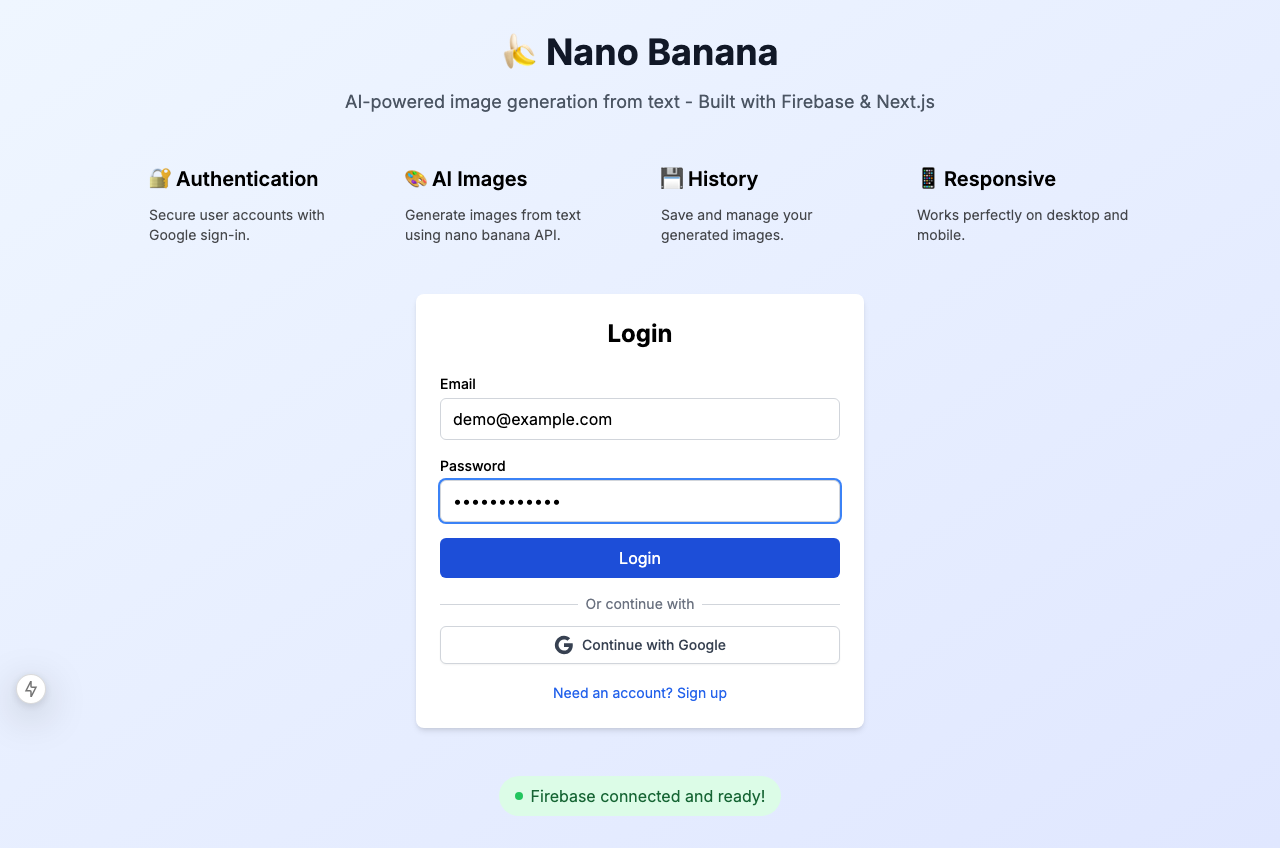 🍌 Nano Banana
AI-powered image generation from text - Built with Firebase & Next.js
🔐 Authentication
Secure user accounts with
Google sign-in.
🎨 AI Images
Generate images from text
using nano banana API.
💾 History
Save and manage your
generated images.
📱 Responsive
Works perfectly on desktop and
mobile.
Login
Email
demo@example.com
Password
••••••••••••
Login
Or continue with
Continue with Google
Need an account? Sign up
Firebase connected and ready!